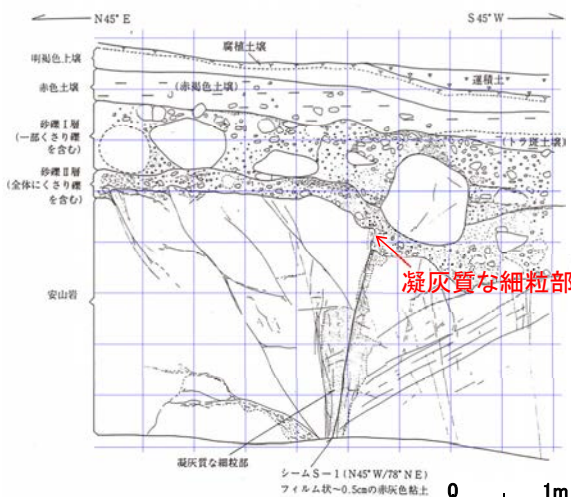 N45°E
S45°W
腐植土壌
明褐色土壌
運積土
赤色土壌
(赤褐色土壌)
砂礫Ⅰ層
(一部くさり礫
を含む)
(トラ斑土壌)
砂礫Ⅱ層
(全体にくさり礫
を含む)
凝灰質な細粒部
安山岩
凝灰質な細粒部
シームS-1(N45°W/78°NE)
フィルム状~0.5cmの赤灰色粘土
0
1m